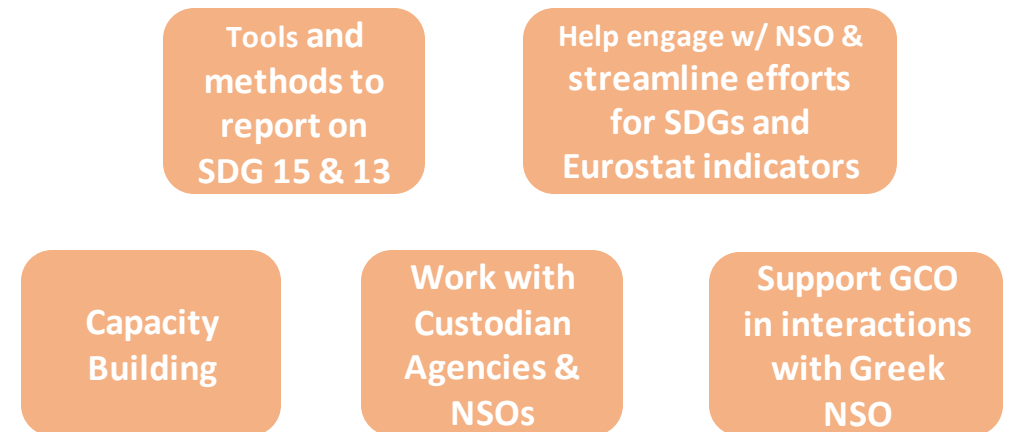 Tools and
methods to
report on
SDG 15 & 13
Help engage w/ NSO &
streamline efforts
for SDGs and
Eurostat indicators
Capacity
Building
Work with
Custodian
Agencies &
NSOs
Support GCO
in interactions
with Greek
NSO